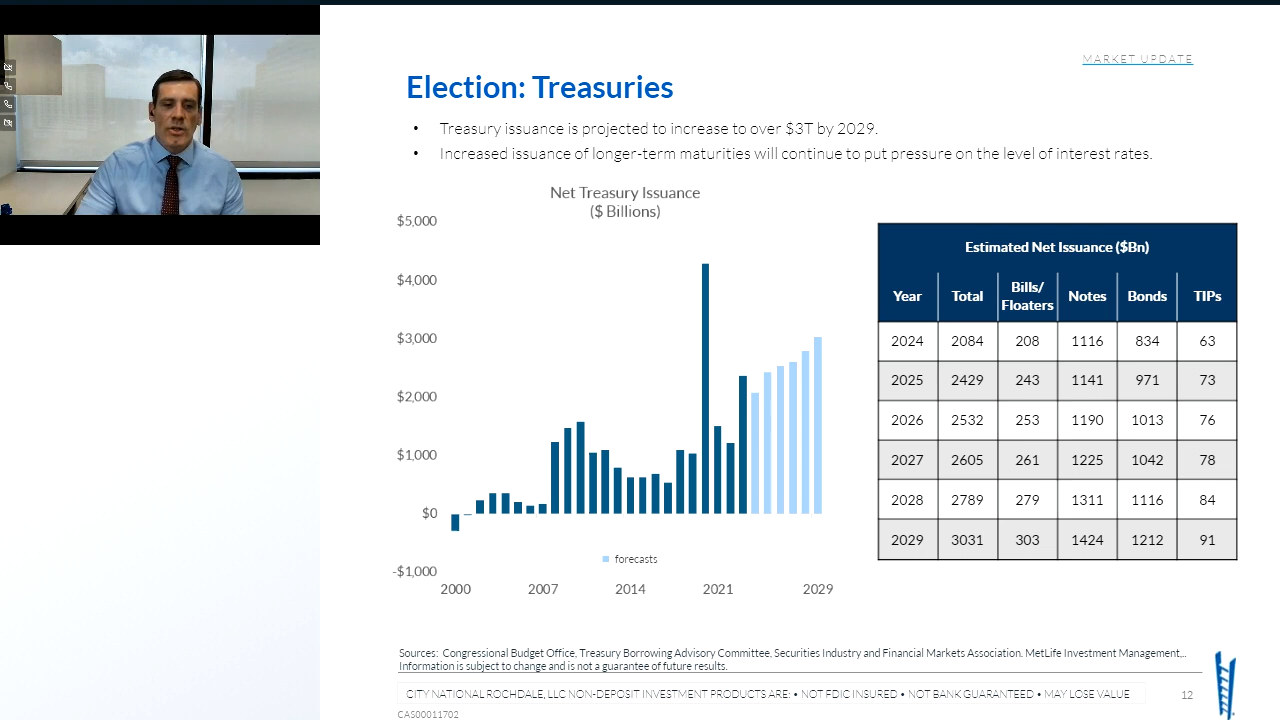 MARKET UPDATE
Election: Treasuries
• Treasury issuance is projected to increase to over $3T by 2029.
• Increased issuance of longer-term maturities will continue to put pressure on the level of interest rates.
Net Treasury Issuance
($ Billions)
$5,000
$4,000
$3,000
$2,000
$1,000
$0
-$1,000
2000 2007 2014 2021 2029
forecasts
Estimated Net Issuance ($Bn)
Year Total Bills/ Floaters Notes Bonds TIPs
2024 2084 208 1116 834 63
2025 2429 243 1141 971 73
2026 2532 253 1190 1013 76
2027 2605 261 1225 1042 78
2028 2789 279 1311 1116 84
2029 3031 303 1424 1212 91
Sources: Congressional Budget Office, Treasury Borrowing Advisory Committee, Securities Industry and Financial Markets Association. MetLife Investment Management,..
Information is subject to change and is not a guarantee of future results.
CITY NATIONAL ROCHDALE, LLC NON-DEPOSIT INVESTMENT PRODUCTS ARE: • NOT FDIC INSURED • NOT BANK GUARANTEED • MAY LOSE VALUE
12
CAS00011702